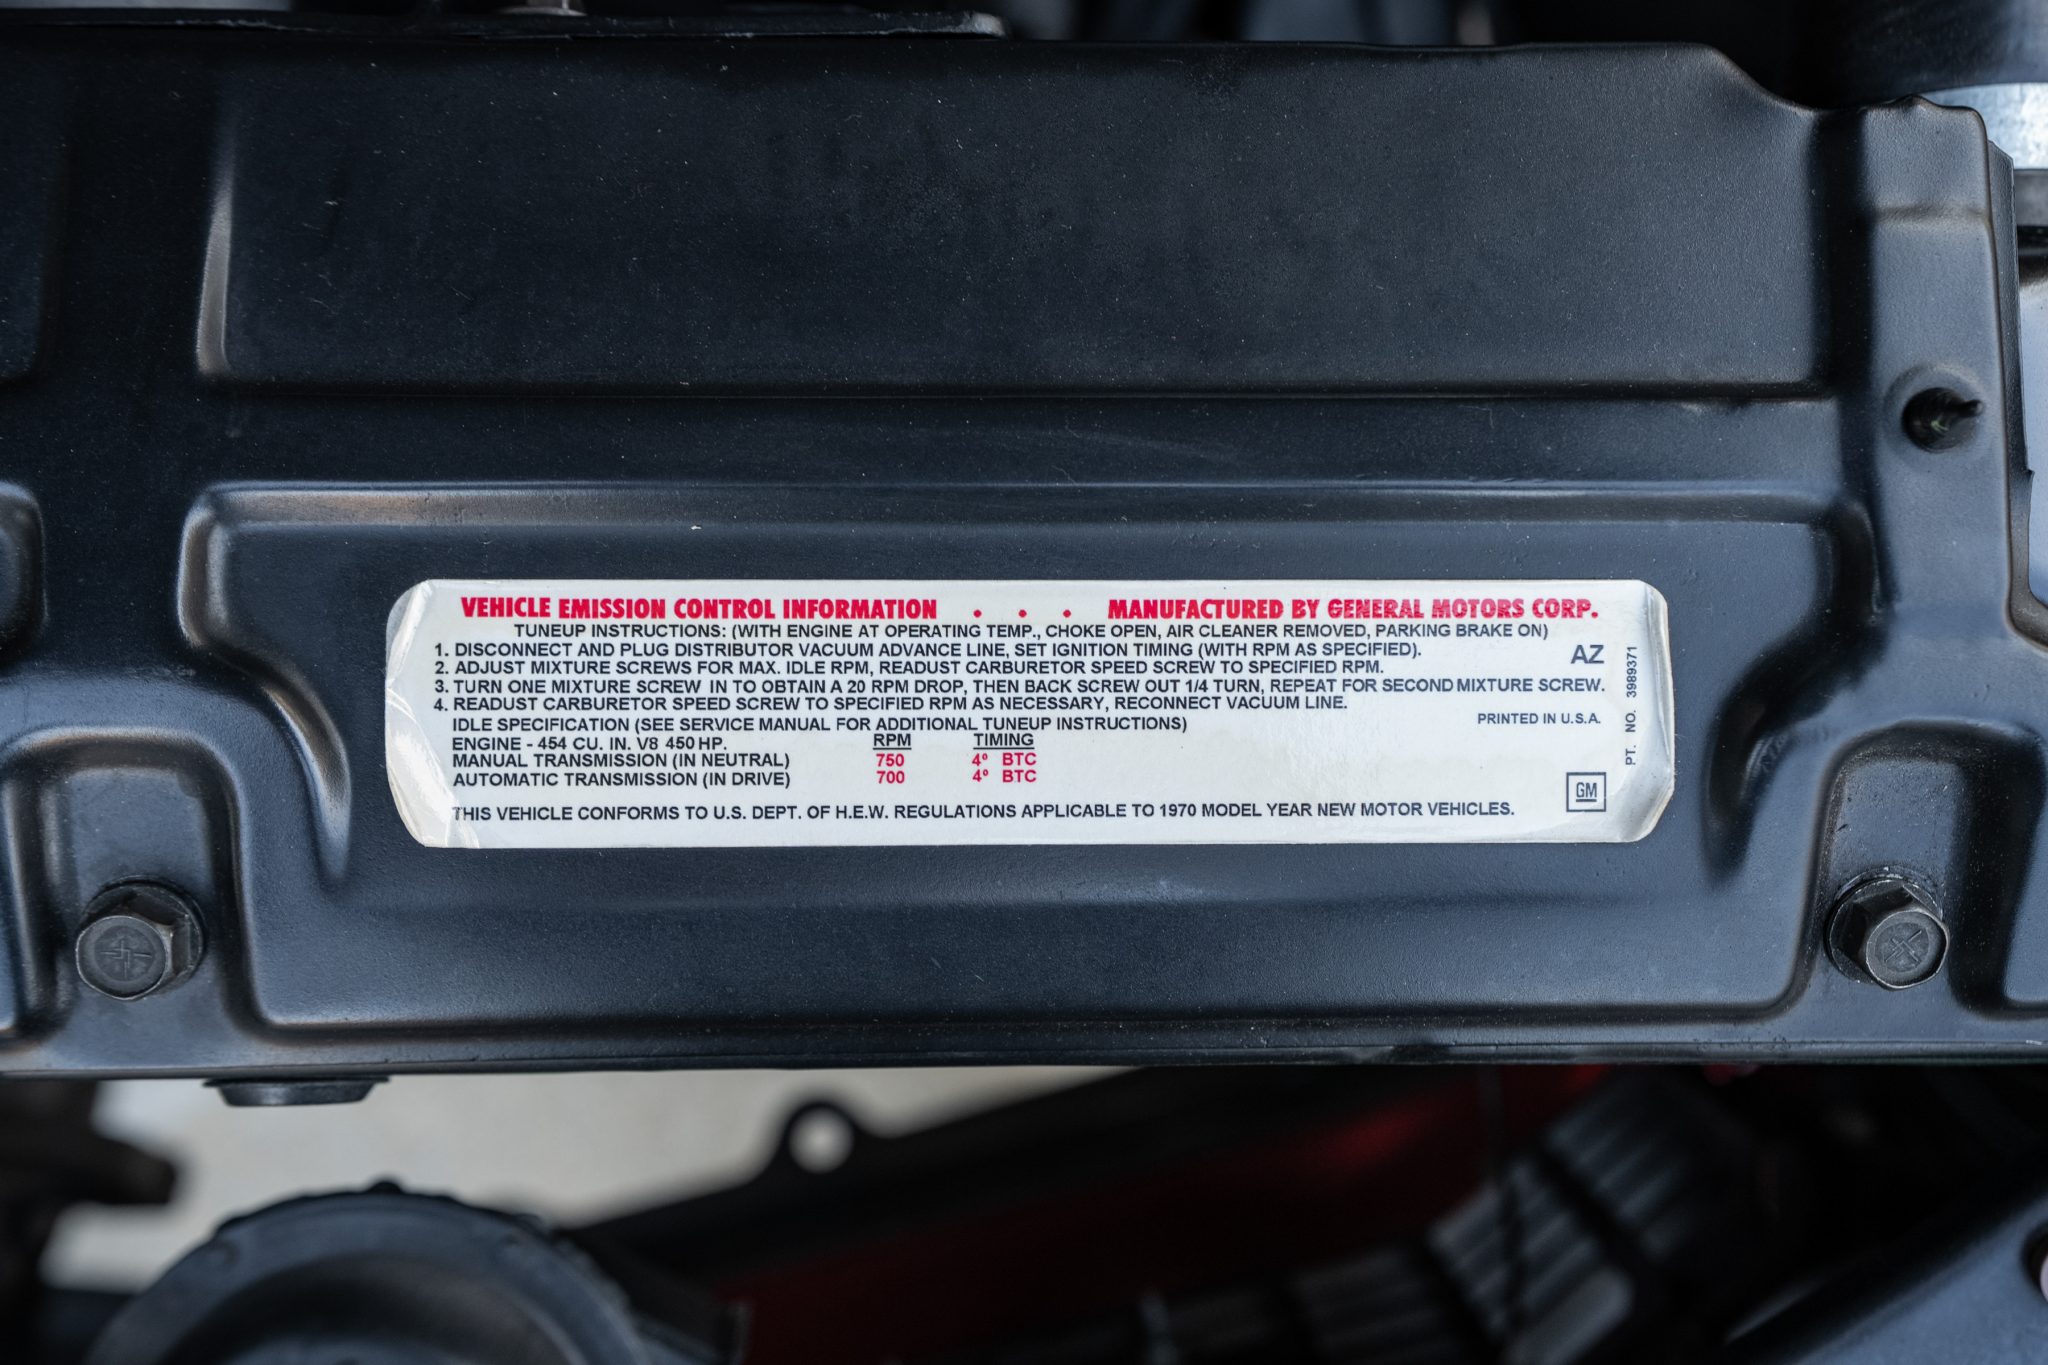 VEHICLE EMISSION CONTROL INFORMATION . . . MANUFACTURED BY GENERAL MOTORS CORP.
TUNEUP INSTRUCTIONS: (WITH ENGINE AT OPERATING TEMP., CHOKE OPEN, AIR CLEANER REMOVED, PARKING BRAKE ON)
1. DISCONNECT AND PLUG DISTRIBUTOR VACUUM ADVANCE LINE, SET IGNITION TIMING (WITH RPM AS SPECIFIED).
2. ADJUST MIXTURE SCREWS FOR MAX. IDLE RPM, READUST CARBURETOR SPEED SCREW TO SPECIFIED RPM.
AZ
3. TURN ONE MIXTURE SCREW IN TO OBTAIN A 20 RPM DROP, THEN BACK SCREW OUT 1/4 TURN, REPEAT FOR SECOND MIXTURE SCREW.
4. READUST CARBURETOR SPEED SCREW TO SPECIFIED RPM AS NECESSARY, RECONNECT VACUUM LINE.
IDLE SPECIFICATION (SEE SERVICE MANUAL FOR ADDITIONAL TUNEUP INSTRUCTIONS)
PRINTED IN U.S.A.
ENGINE - 454 CU. IN. V8 450 HP. RPM TIMING
MANUAL TRANSMISSION (IN NEUTRAL) 750 4º BTC
AUTOMATIC TRANSMISSION (IN DRIVE) 700 4º BTC
THIS VEHICLE CONFORMS TO U.S. DEPT. OF H.E.W. REGULATIONS APPLICABLE TO 1970 MODEL YEAR NEW MOTOR VEHICLES.
GM
PT. NO. 3989371